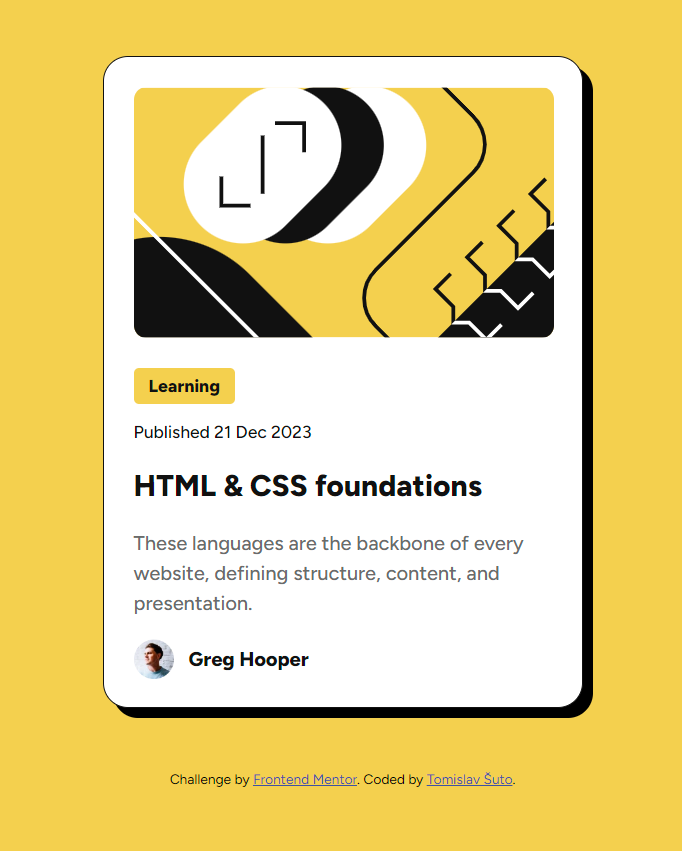 Learning
Published 21 Dec 2023
HTML & CSS foundations
These languages are the backbone of every
website, defining structure, content, and
presentation.
Greg Hooper
Challenge by Frontend Mentor. Coded by Tomislav Šuto.